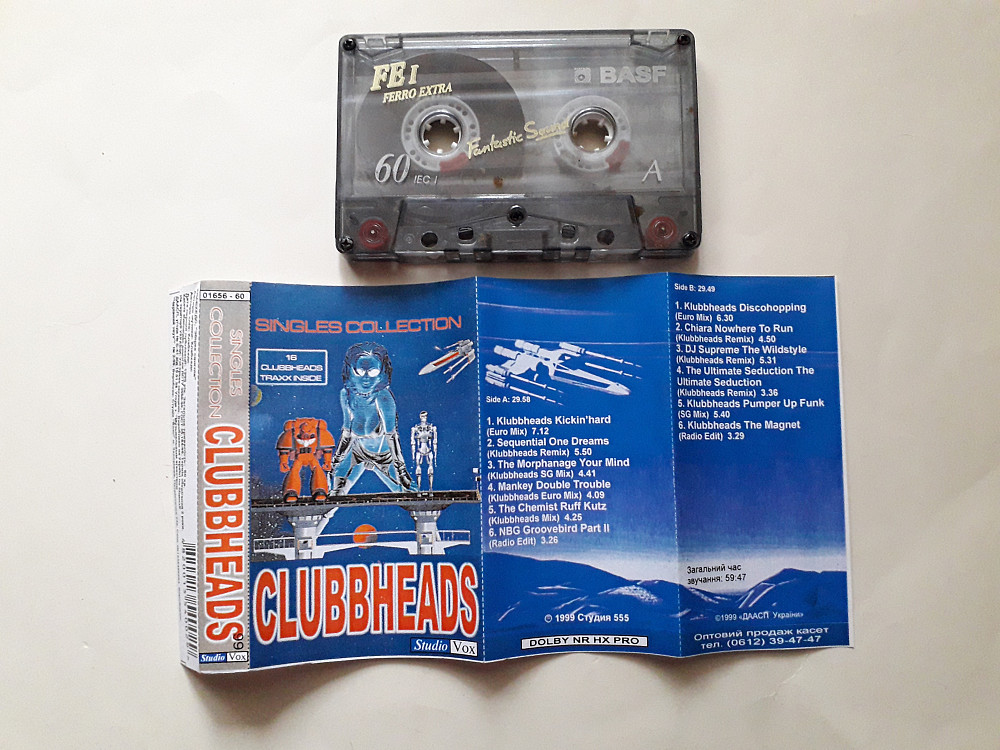 FE I
FERRO EXTRA
BASF
Fantastic Sound
60
IEC I
A
01656 - 60
SINGLES
COLLECTION
CLUBBHEADS
99
Studio Vox
SINGLES COLLECTION
16
CLUBBHEADS
TRAXX INSIDE
CLUBBHEADS
Studio Vox
Side A: 29.58
1. Klubbheads Kickin'hard
(Euro Mix) 7.12
2. Sequential One Dreams
(Klubbheads Remix) 5.50
3. The Morphanage Your Mind
(Klubbheads SG Mix) 4.41
4. Mankey Double Trouble
(Klubbheads Euro Mix) 4.09
5. The Chemist Ruff Kutz
(Klubbheads Mix) 4.25
6. NBG Groovebird Part II
(Radio Edit) 3.26
℗ 1999 Студия 555
DOLBY NR HX PRO
Side B: 29.49
1. Klubbheads Discohopping
(Euro Mix) 6.30
2. Chiara Nowhere To Run
(Klubbheads Remix) 4.50
3. DJ Supreme The Wildstyle
(Klubbheads Remix) 5.31
4. The Ultimate Seduction The
Ultimate Seduction
(Klubbheads Remix) 3.36
5. Klubbheads Pumper Up Funk
(SG Mix) 5.40
6. Klubbheads The Magnet
(Radio Edit) 3.29
Загальний час
звучання: 59:47
©1999 «ДААСП України»
Оптовий продаж касет
тел. (0612) 39-47-47